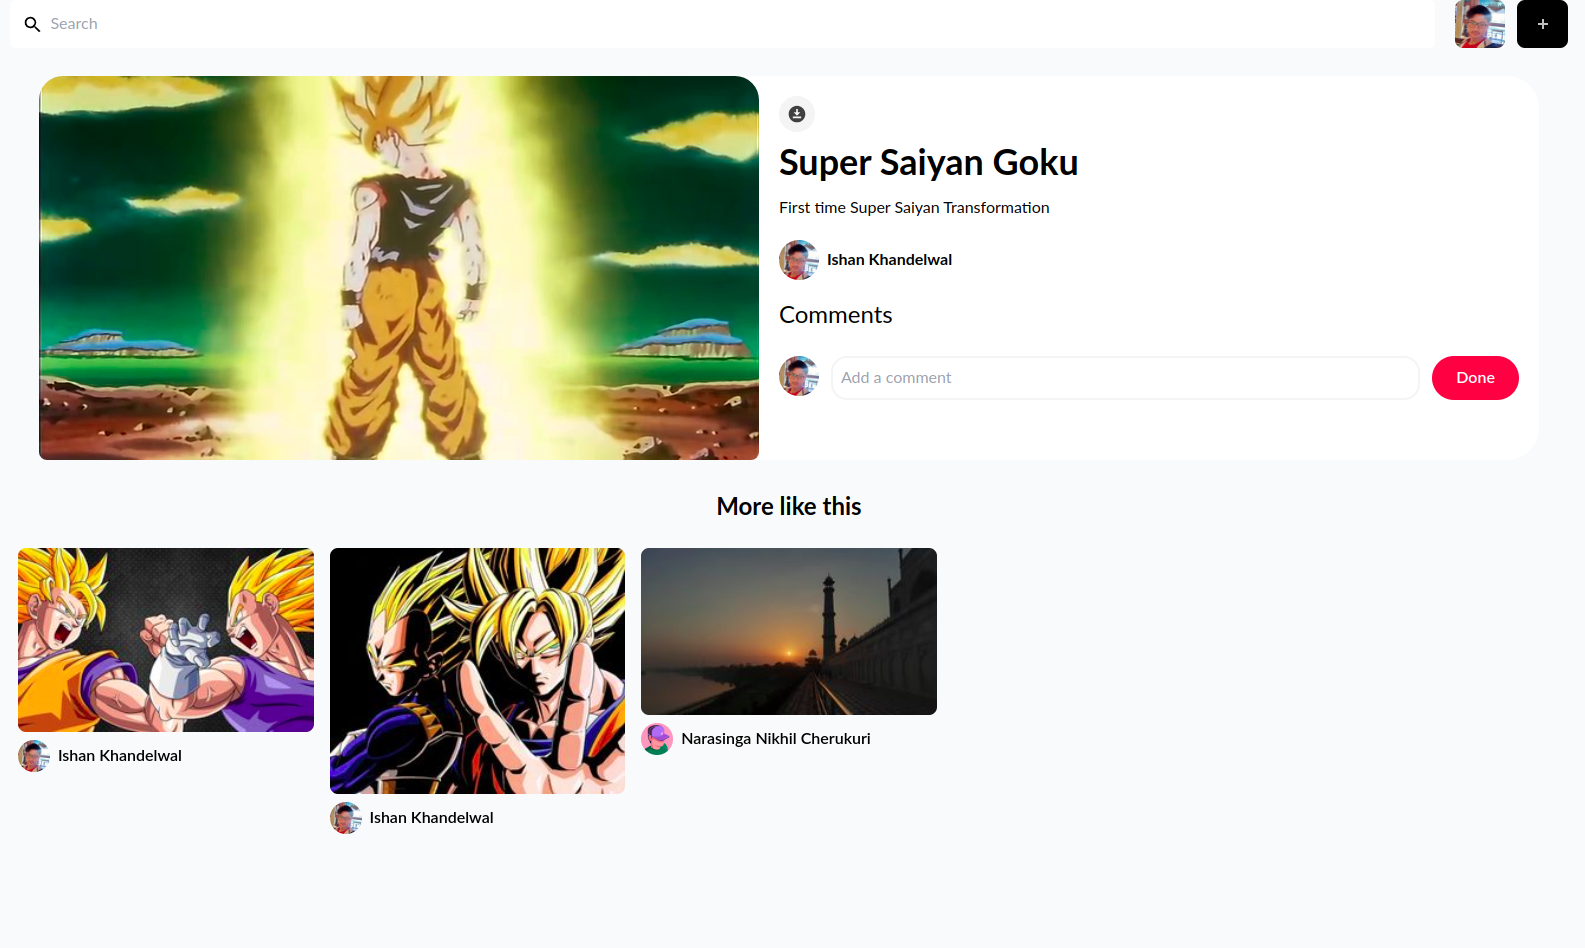 Search
Super Saiyan Goku
First time Super Saiyan Transformation
Ishan Khandelwal
Comments
Add a comment
Done
More like this
Ishan Khandelwal
Ishan Khandelwal
Narasinga Nikhil Cherukuri